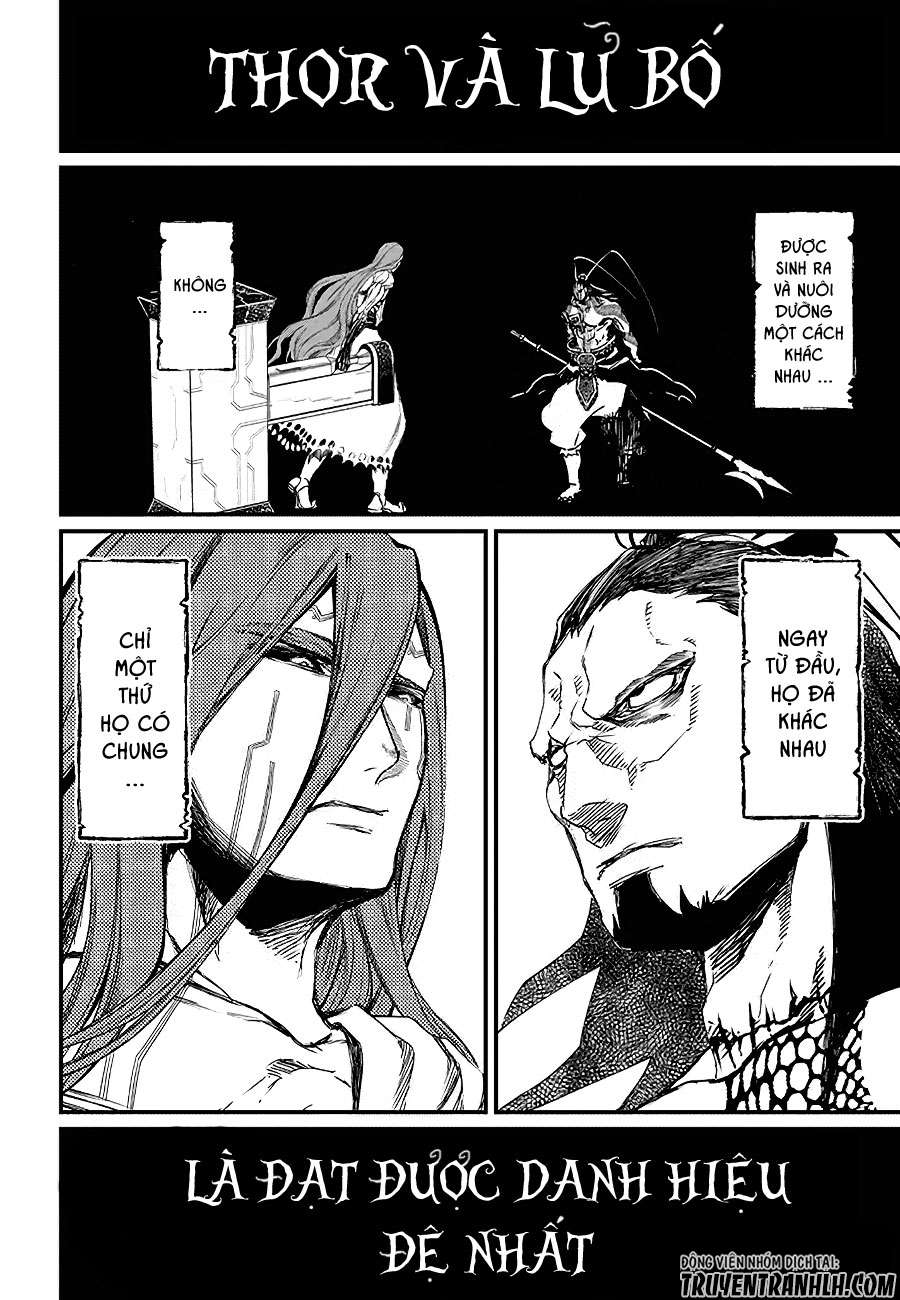 THOR VÀ LỮ BỐ
ĐƯỢC
SINH RA
VÀ NUÔI
DƯỠNG
MỘT CÁCH
KHÁC
NHAU ...
KHÔNG
...
NGAY
TỪ ĐẦU,
HỌ ĐÃ
KHÁC
NHAU
CHỈ
MỘT
THỨ
HỌ CÓ
CHUNG
...
LÀ ĐẠT ĐƯỢC DANH HIỆU
ĐỆ NHẤT
ĐỘNG VIÊN NHÓM DỊCH TẠI:
TRUYENTRANHLH.COM